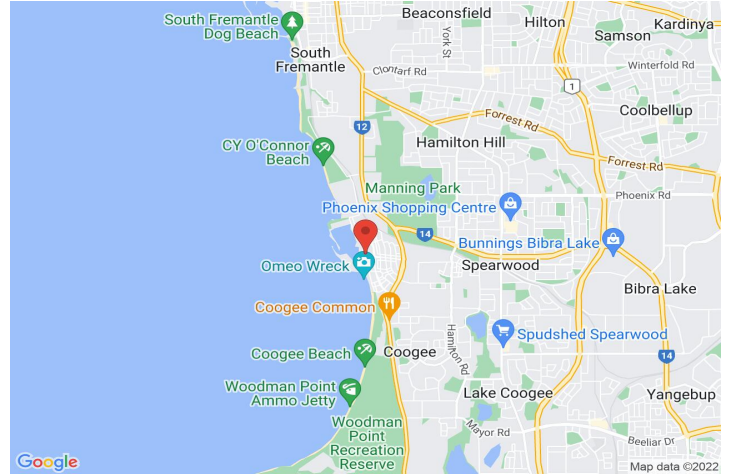 South Fremantle
Dog Beach
South
Fremantle
Beaconsfield
York St
Hilton
Samson
Kardinya
Clontarf Rd
Winterfold Rd
1
12
Coolbellup
Forrest Rd
Forrest Rd
CY O'Connor
Beach
Hamilton Hill
Manning Park
Phoenix Rd
Phoenix Shopping Centre
14
Bunnings Bibra Lake
Omeo Wreck
Spearwood
Bibra Lake
Coogee Common
Spudshed Spearwood
Hamilton Rd
Coogee Beach
Coogee
14
Woodman Point
Ammo Jetty
Lake Coogee
Yangebup
Woodman
Point
Recreation
Reserve
Mayor Rd
Beeliar Dr
Google
Map data ©2022